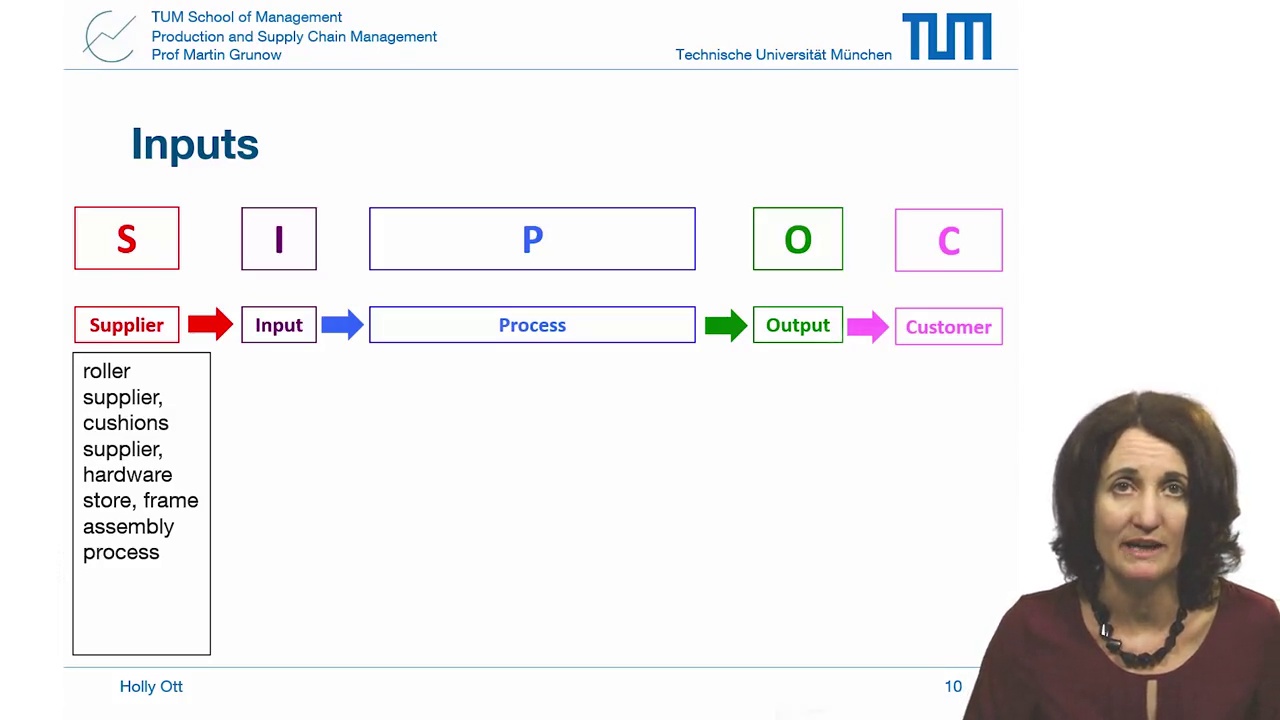 TUM School of Management
Production and Supply Chain Management
Prof Martin Grunow
Technische Universität München
TUM
Inputs
S
I
P
O
C
Supplier
Input
Process
Output
Customer
roller
supplier,
cushions
supplier,
hardware
store, frame
assembly
process
Holly Ott
10